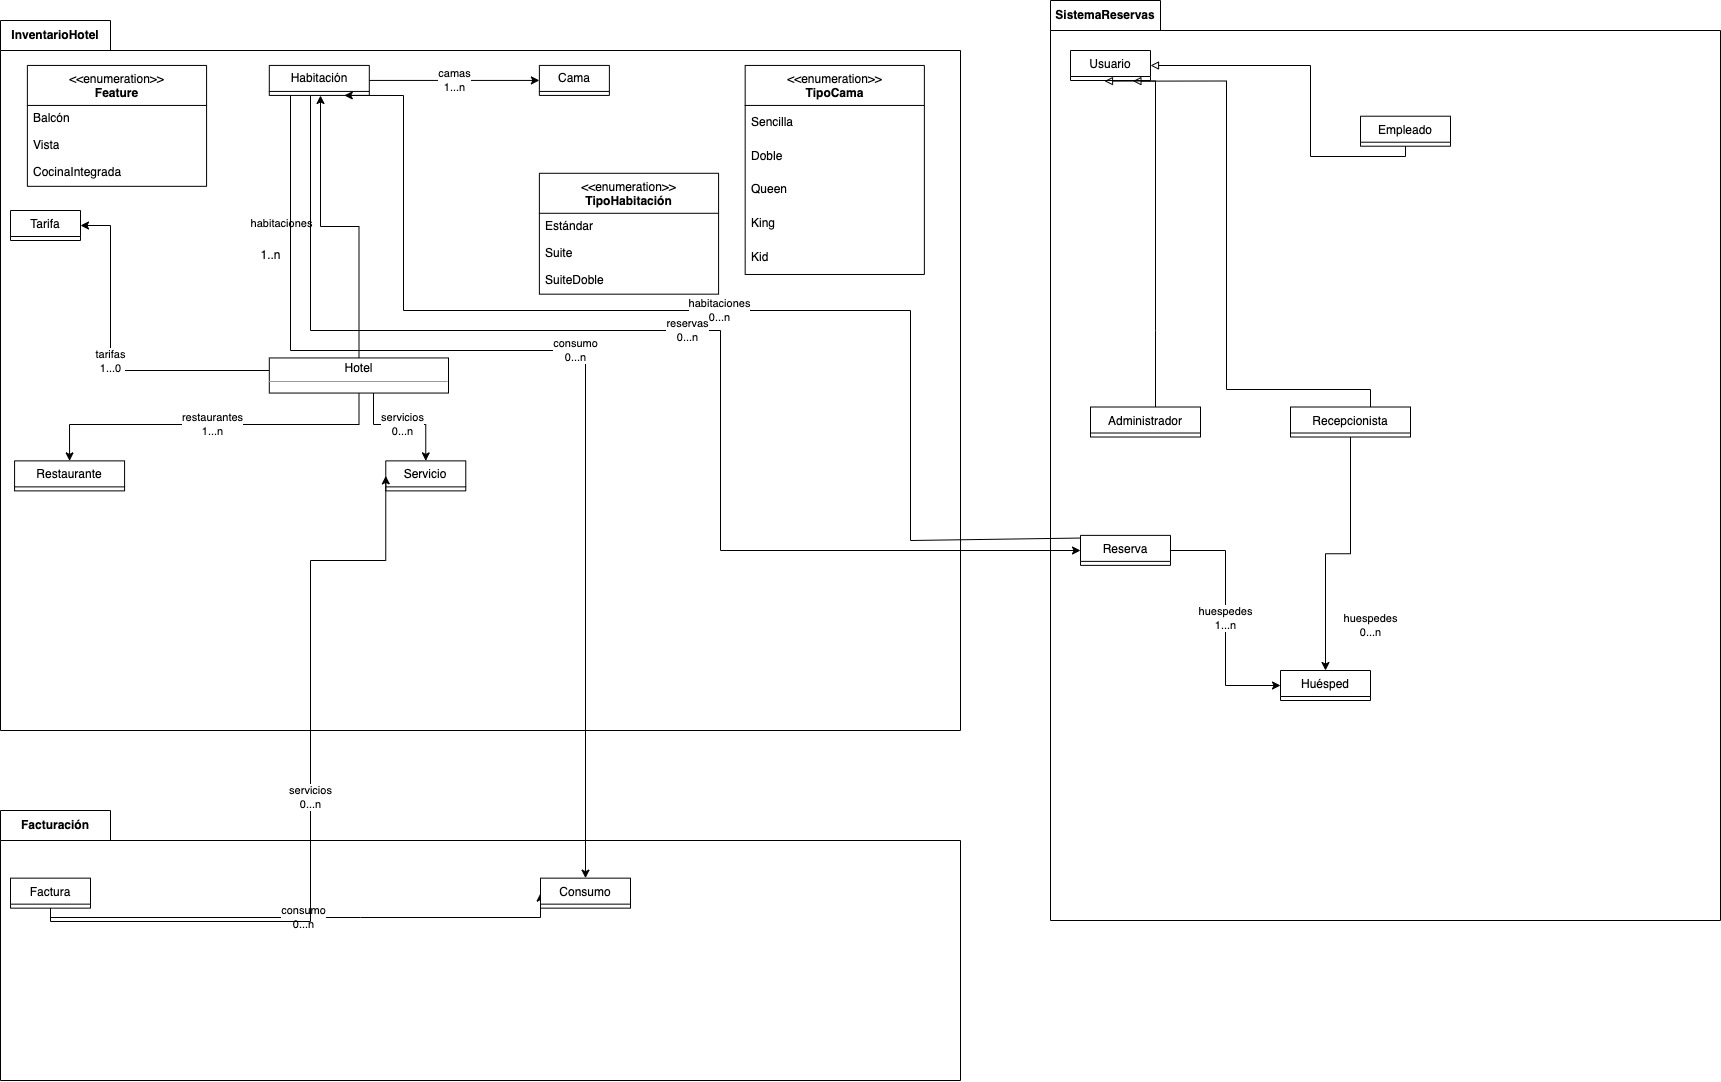 InventarioHotel
<<enumeration>>
Feature
Balcón
Vista
CocinaIntegrada
Habitación
camas
1...n
Cama
<<enumeration>>
TipoCama
Sencilla
Doble
Queen
King
Kid
<<enumeration>>
TipoHabitación
Estándar
Suite
SuiteDoble
Tarifa
habitaciones
1..n
habitaciones
0...n
reservas
0...n
consumo
0...n
tarifas
1...0
Hotel
restaurantes
1...n
servicios
0...n
Restaurante
Servicio
servicios
0...n
Facturación
Factura
consumo
0...n
Consumo
SistemaReservas
Usuario
Empleado
Administrador
Recepcionista
Reserva
huespedes
1...n
huespedes
0...n
Huésped